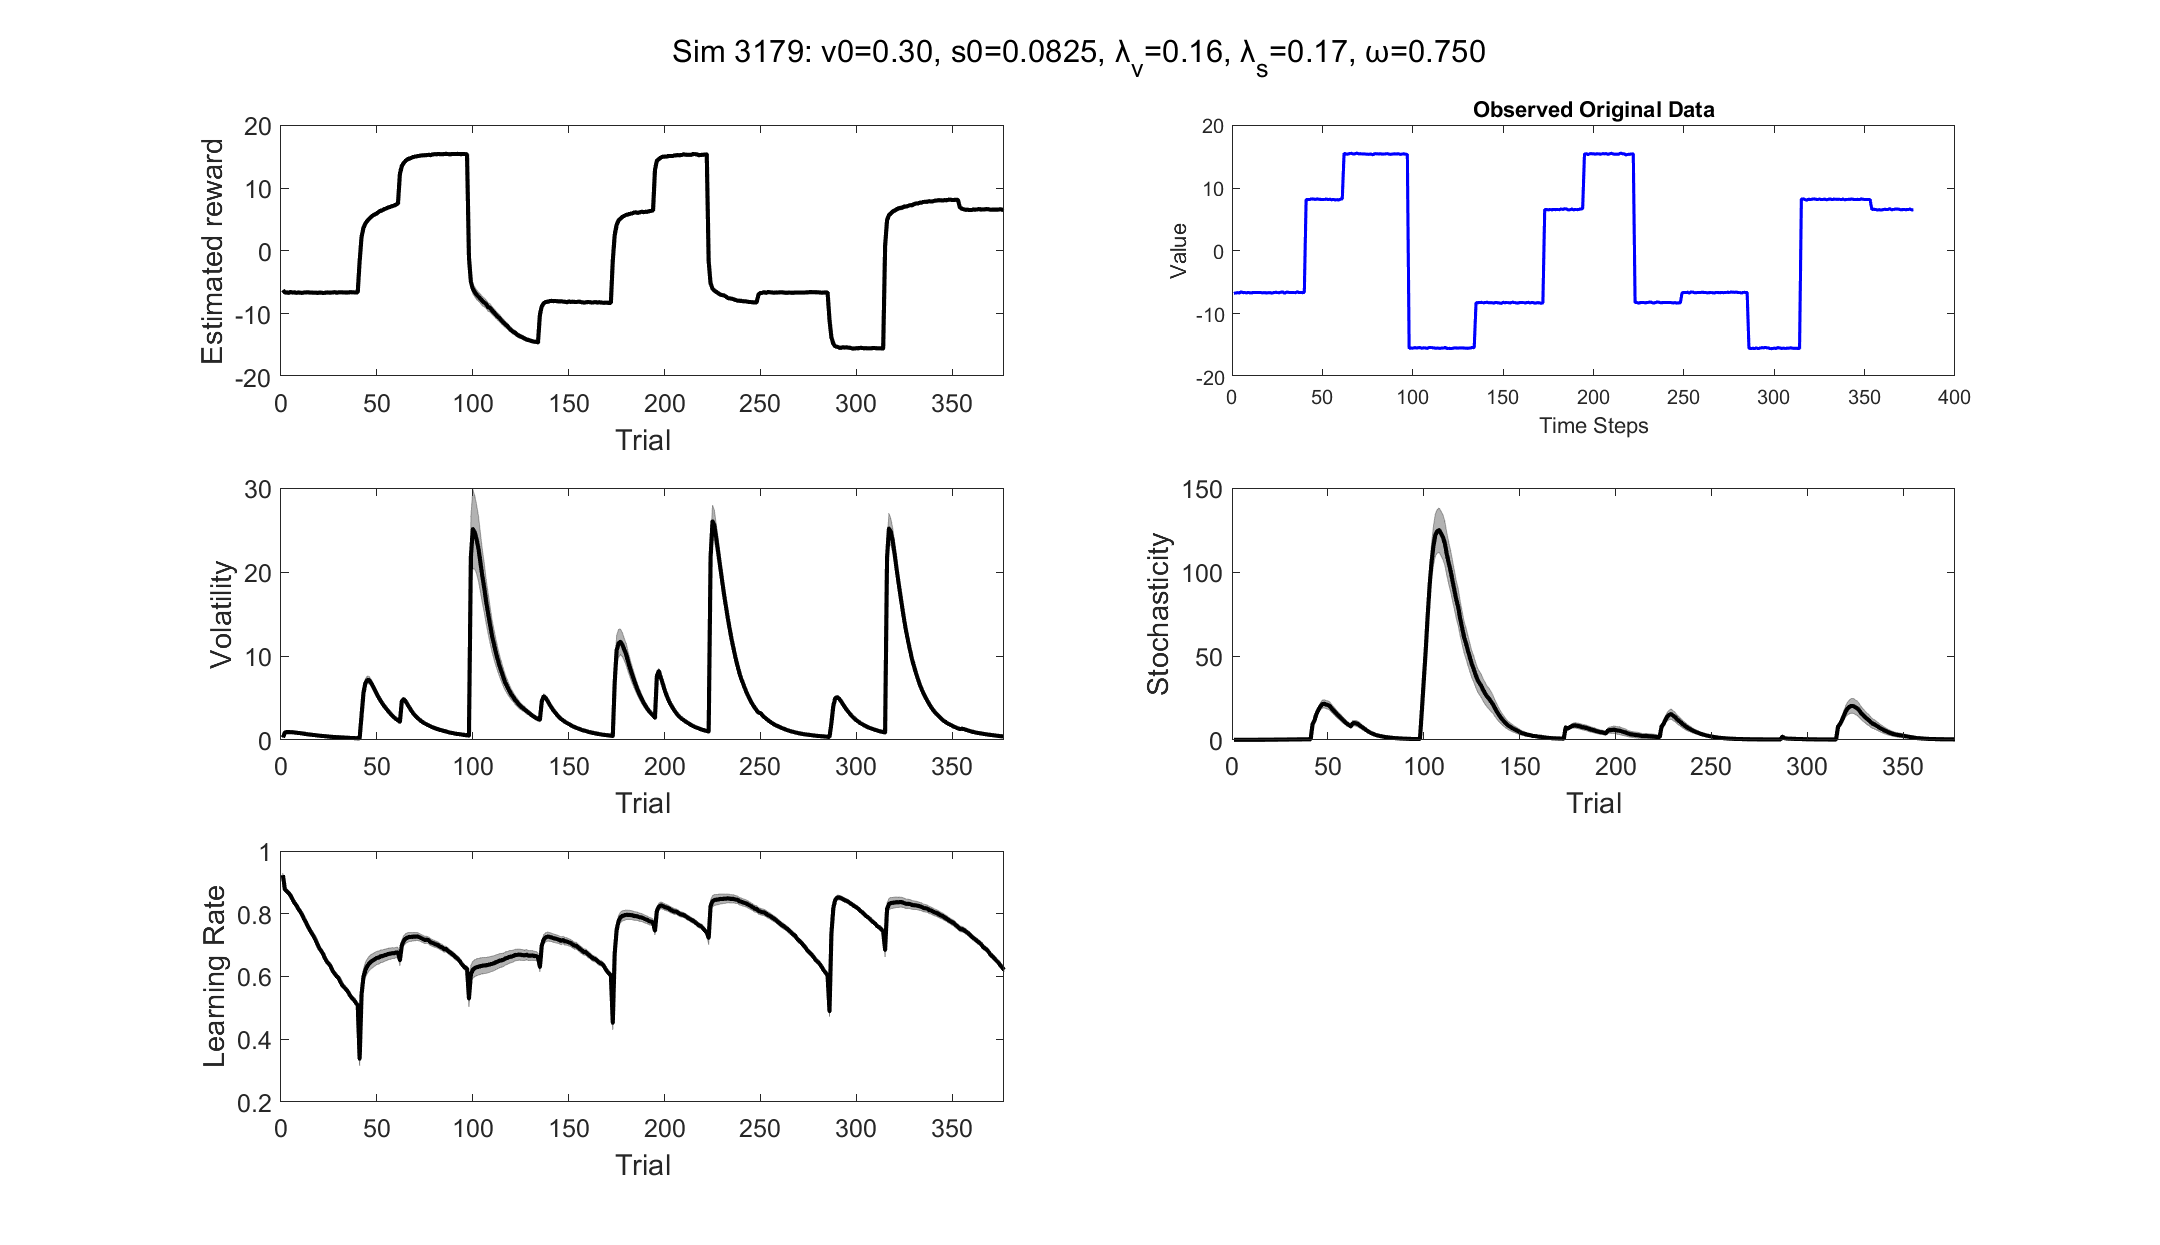 Sim 3179: v0=0.30, s0=0.0825, λv=0.16, λs=0.17, ω=0.750
Estimated reward
20
10
0
-10
-20
0 50 100 150 200 250 300 350
Trial
Observed Original Data
Value
20
10
0
-10
-20
0 50 100 150 200 250 300 350 400
Time Steps
Volatility
30
20
10
0
0 50 100 150 200 250 300 350
Trial
Stochasticity
150
100
50
0
0 50 100 150 200 250 300 350
Trial
Learning Rate
1
0.8
0.6
0.4
0.2
0 50 100 150 200 250 300 350
Trial